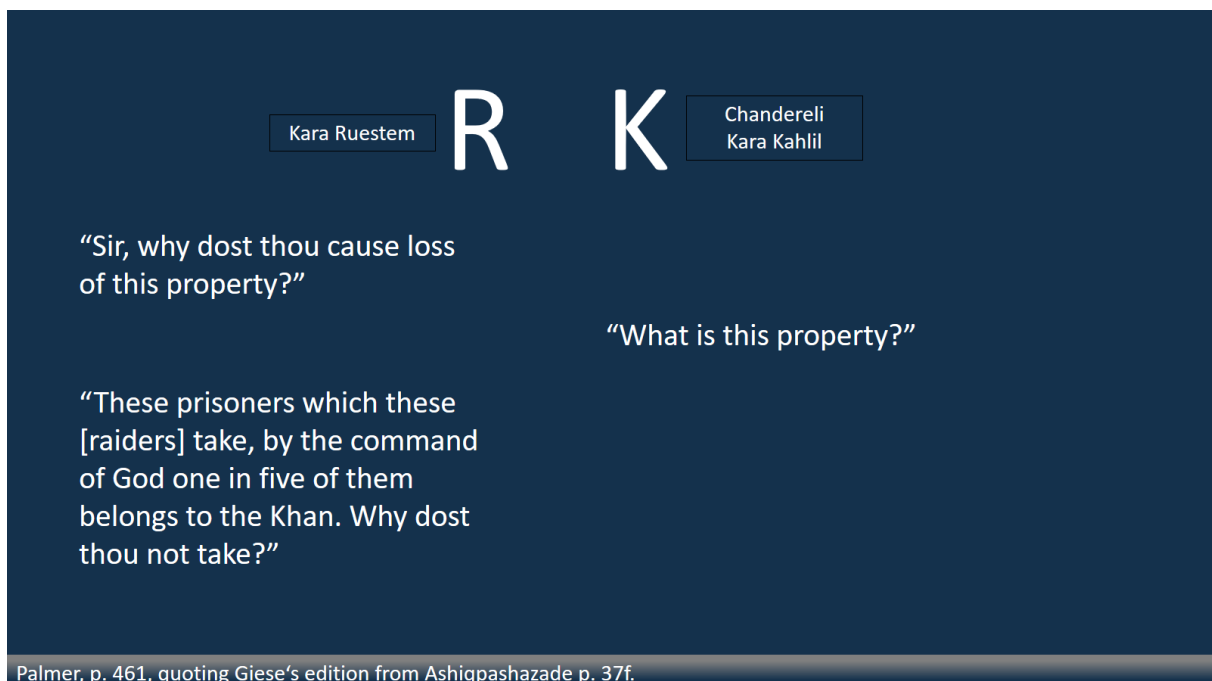 Kara Ruestem
R
K
Chandereli
Kara Kahlil
“Sir, why dost thou cause loss
of this property?”
“What is this property?”
“These prisoners which these
[raiders] take, by the command
of God one in five of them
belongs to the Khan. Why dost
thou not take?”
Palmer, p. 461, quoting Giese‘s edition from Ashiqpashazade p. 37f.